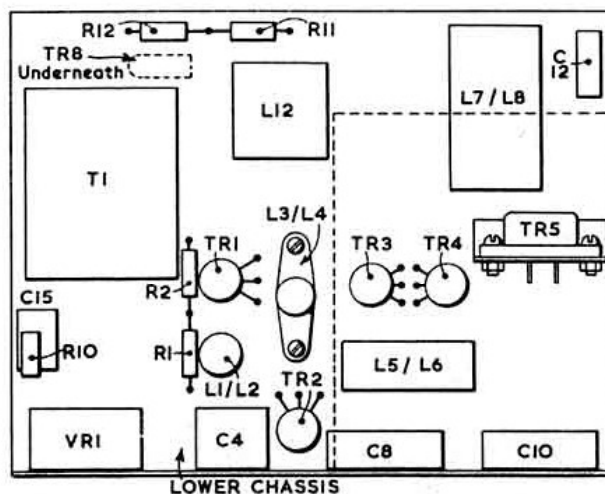 R12
R11
TR8
Underneath
L12
L7 / L8
C
12
T1
L3/L4
TR1
TR3
TR4
TR5
R2
C15
R10
R1
L1/L2
L5 / L6
TR2
VR1
C4
C8
C10
LOWER CHASSIS